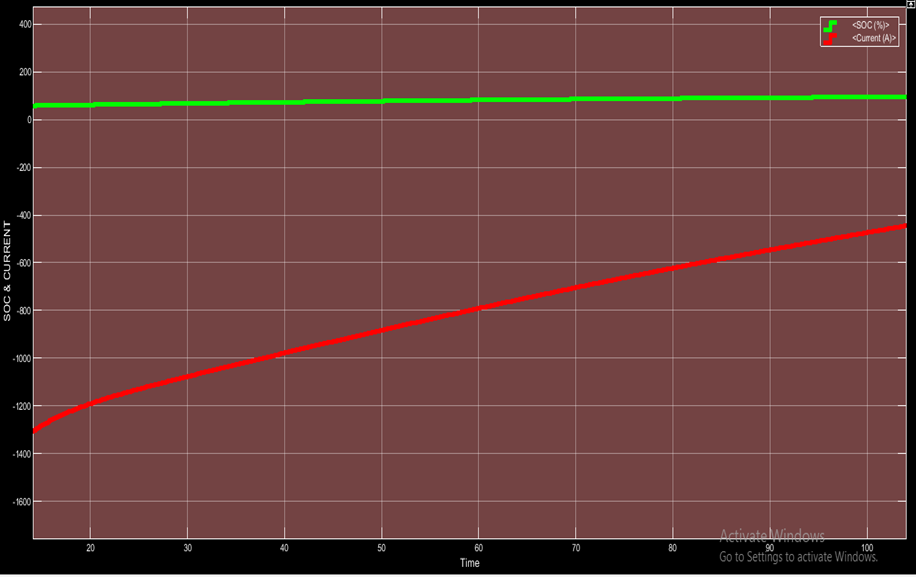 400
<SOC (%)>
<Current (A)>
200
0
-200
-400
-600
-800
-1000
-1200
-1400
-1600
SOC & CURRENT
20 30 40 50 60 70 80 90 100
Time
Activate Windows
Go to Settings to activate Windows.